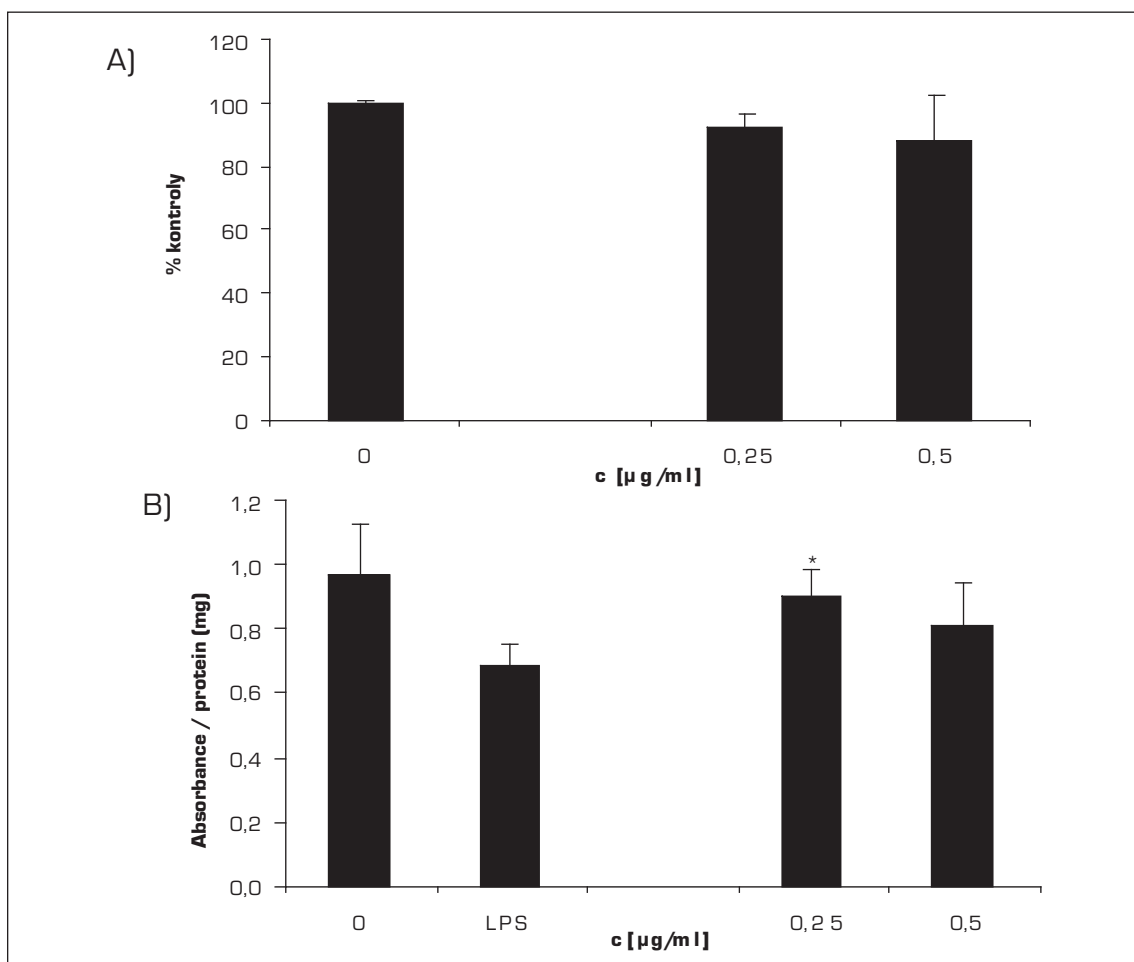 A)
120
100
80
60
40
20
0
% kontroly
0 0,25 0,5
c [µg/ml]
B)
1,2
1,0
0,8
0,6
0,4
0,2
0,0
Absorbance / protein (mg)
*
0 LPS 0,25 0,5
c [µg/ml]